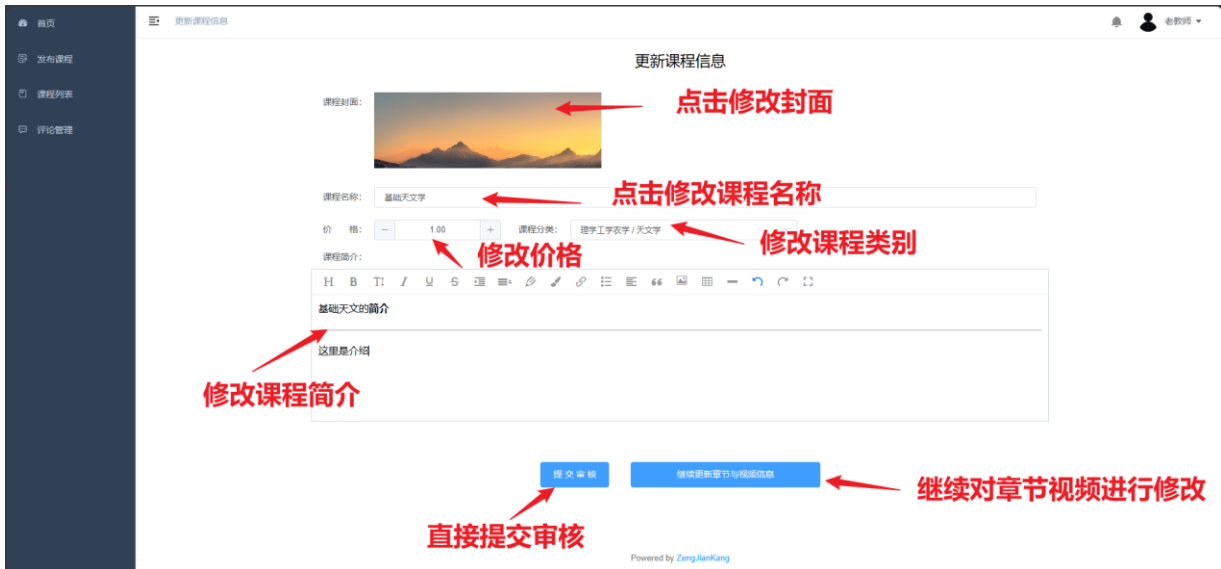 首页
更新课程信息
老教师
发布课程
课程列表
评论管理
更新课程信息
课程封面：
点击修改封面
课程名称：
基础天文学
点击修改课程名称
价 格：
1.00
课程分类：
理学工学农学 / 天文学
修改价格
修改课程类别
课程简介：
基础天文的简介
这里是介绍
修改课程简介
提交审核
继续更新章节与视频信息
继续对章节视频进行修改
直接提交审核
Powered by ZengJianKang